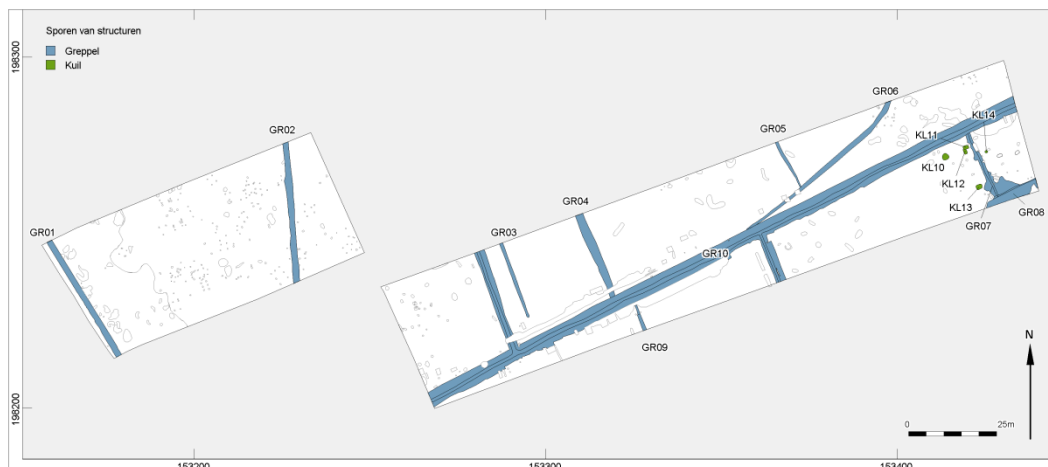 Sporen van structuren
Greppel
Kuil
198300
198200
GR01
GR02
GR03
GR04
GR05
GR06
KL11
KL14
KL10
KL12
KL13
GR07
GR08
GR10
GR09
N
0 25m
153200 153300 153400